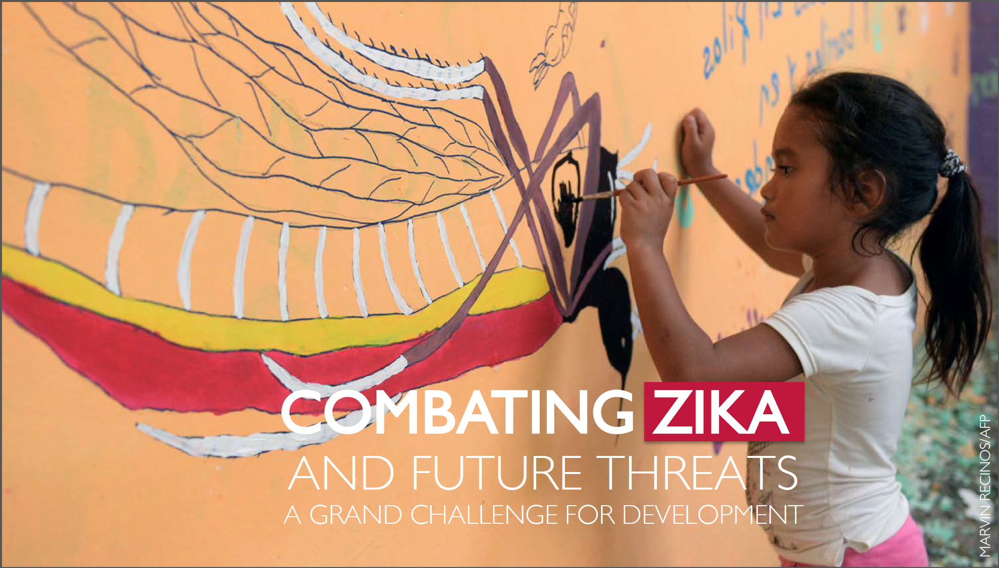 COMBATING ZIKA
AND FUTURE THREATS
A GRAND CHALLENGE FOR DEVELOPMENT
MARVIN RECINOS/AFP